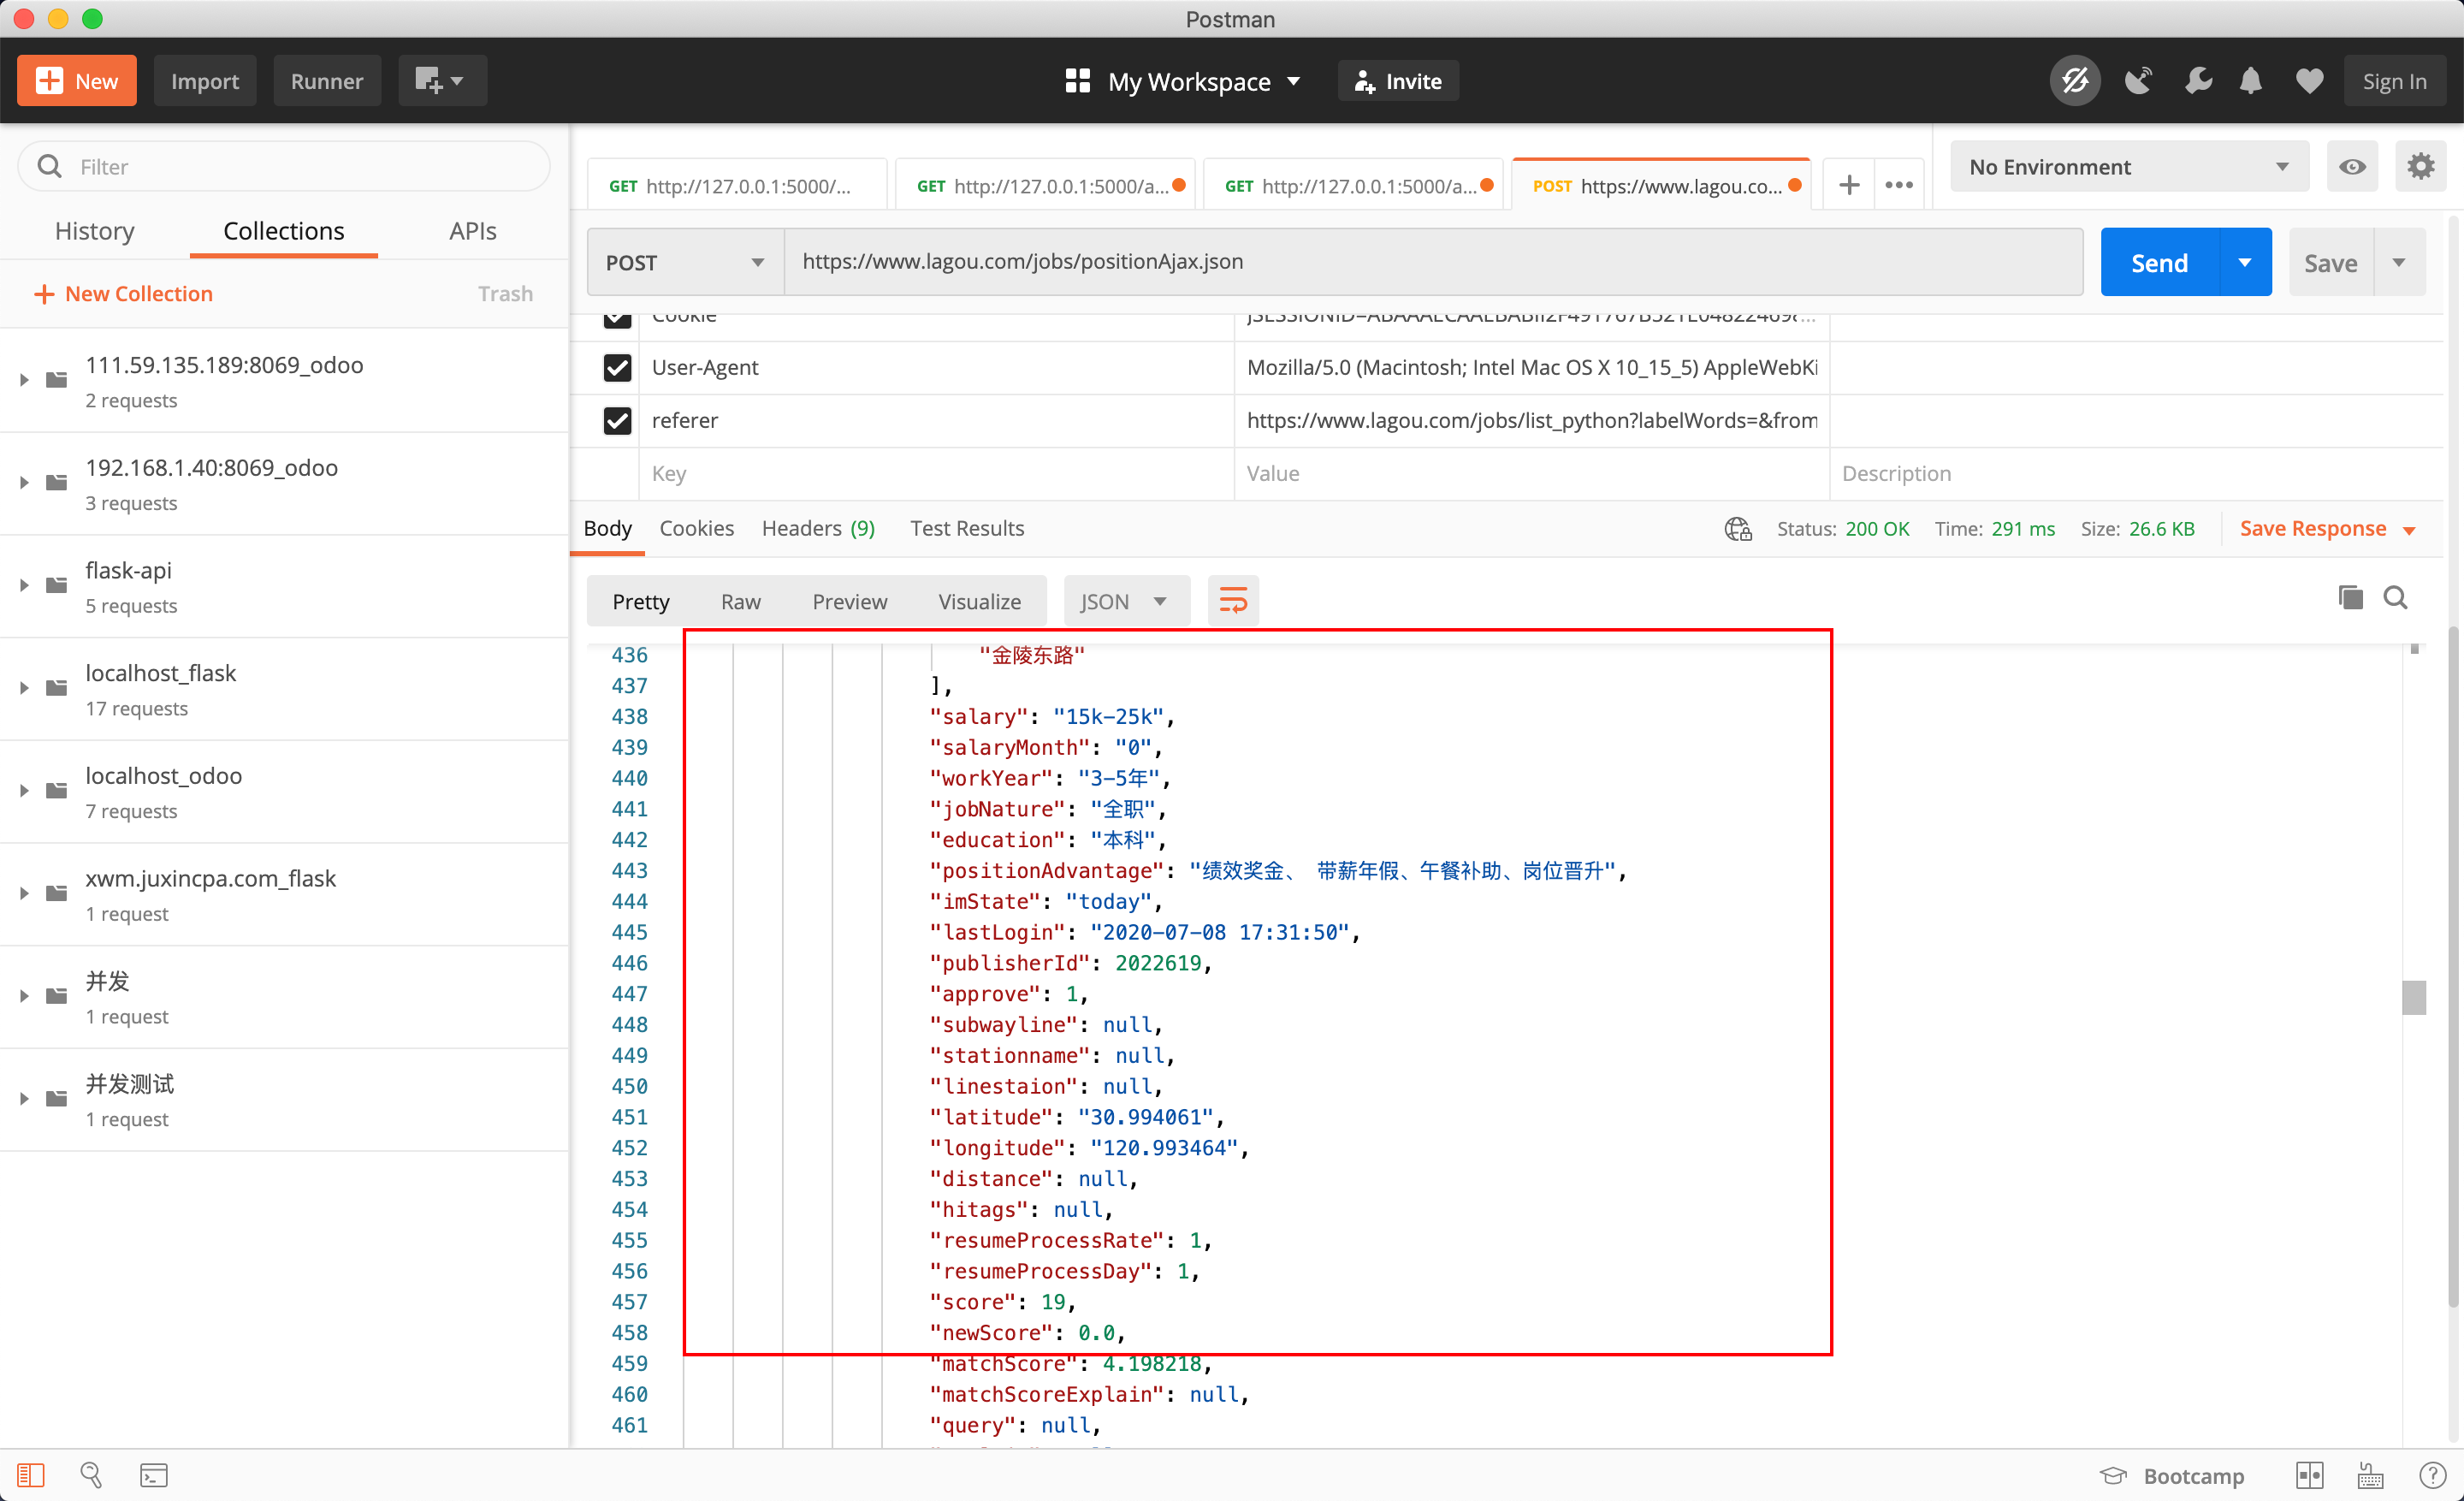 Postman
New
Import
Runner
My Workspace
Invite
Sign In
Filter
History
Collections
APIs
New Collection
Trash
111.59.135.189:8069_odoo
2 requests
192.168.1.40:8069_odoo
3 requests
flask-api
5 requests
localhost_flask
17 requests
localhost_odoo
7 requests
xwm.juxincpa.com_flask
1 request
并发
1 request
并发测试
1 request
GET http://127.0.0.1:5000/...
GET http://127.0.0.1:5000/a...
GET http://127.0.0.1:5000/a...
POST https://www.lagou.co...
No Environment
POST
https://www.lagou.com/jobs/positionAjax.json
Send
Save
Cookie
User-Agent
Mozilla/5.0 (Macintosh; Intel Mac OS X 10_15_5) AppleWebKi
referer
https://www.lagou.com/jobs/list_python?labelWords=&from
Key
Value
Description
Body
Cookies
Headers (9)
Test Results
Status: 200 OK
Time: 291 ms
Size: 26.6 KB
Save Response
Pretty
Raw
Preview
Visualize
JSON
436 "金陵东路"
437 ],
438 "salary": "15k-25k",
439 "salaryMonth": "0",
440 "workYear": "3-5年",
441 "jobNature": "全职",
442 "education": "本科",
443 "positionAdvantage": "绩效奖金、 带薪年假、午餐补助、岗位晋升",
444 "imState": "today",
445 "lastLogin": "2020-07-08 17:31:50",
446 "publisherId": 2022619,
447 "approve": 1,
448 "subwayline": null,
449 "stationname": null,
450 "linestaion": null,
451 "latitude": "30.994061",
452 "longitude": "120.993464",
453 "distance": null,
454 "hitags": null,
455 "resumeProcessRate": 1,
456 "resumeProcessDay": 1,
457 "score": 19,
458 "newScore": 0.0,
459 "matchScore": 4.198218,
460 "matchScoreExplain": null,
461 "query": null,
Bootcamp